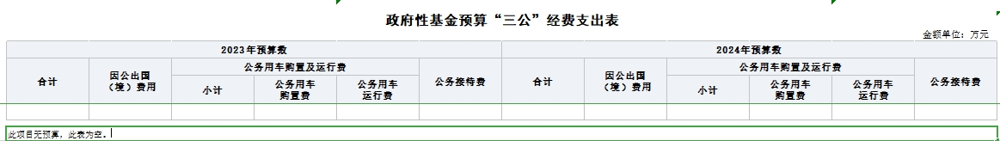 政府性基金预算“三公”经费支出表
金额单位：万元
2023年预算数 2024年预算数
合计 因公出国（境）费用 公务用车购置及运行费 公务接待费 合计 因公出国（境）费用 公务用车购置及运行费 公务接待费
小计 公务用车购置费 公务用车运行费 小计 公务用车购置费 公务用车运行费
此项目无预算，此表为空。